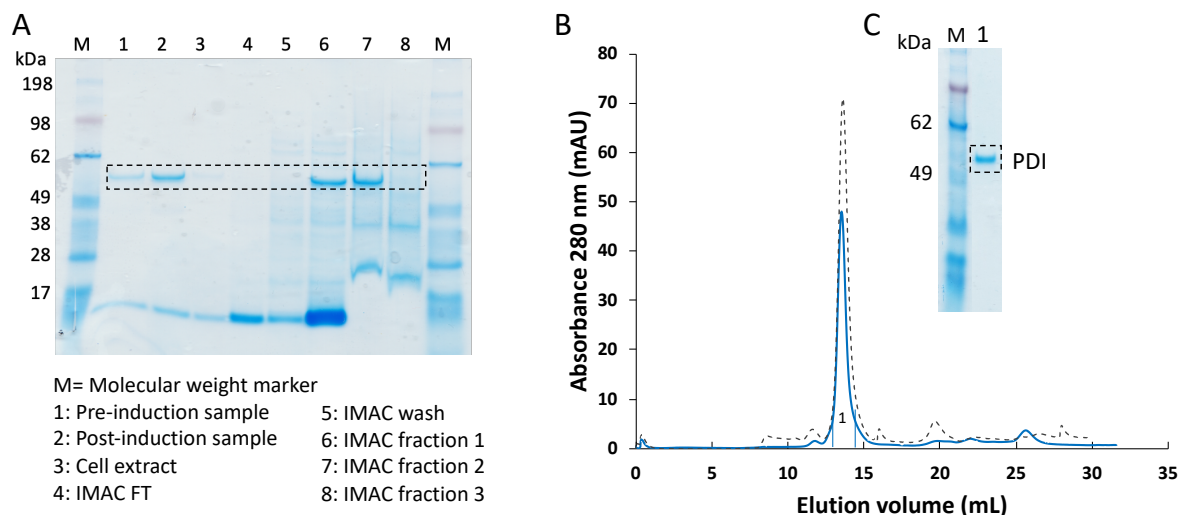 A
M 1 2 3 4 5 6 7 8 M
kDa
198
98
62
49
38
28
17
M= Molecular weight marker
1: Pre-induction sample
2: Post-induction sample
3: Cell extract
4: IMAC FT
5: IMAC wash
6: IMAC fraction 1
7: IMAC fraction 2
8: IMAC fraction 3
B
Absorbance 280 nm (mAU)
80
70
60
50
40
30
20
10
0
1
0 5 10 15 20 25 30 35
Elution volume (mL)
C
M 1
kDa
62
49
PDI